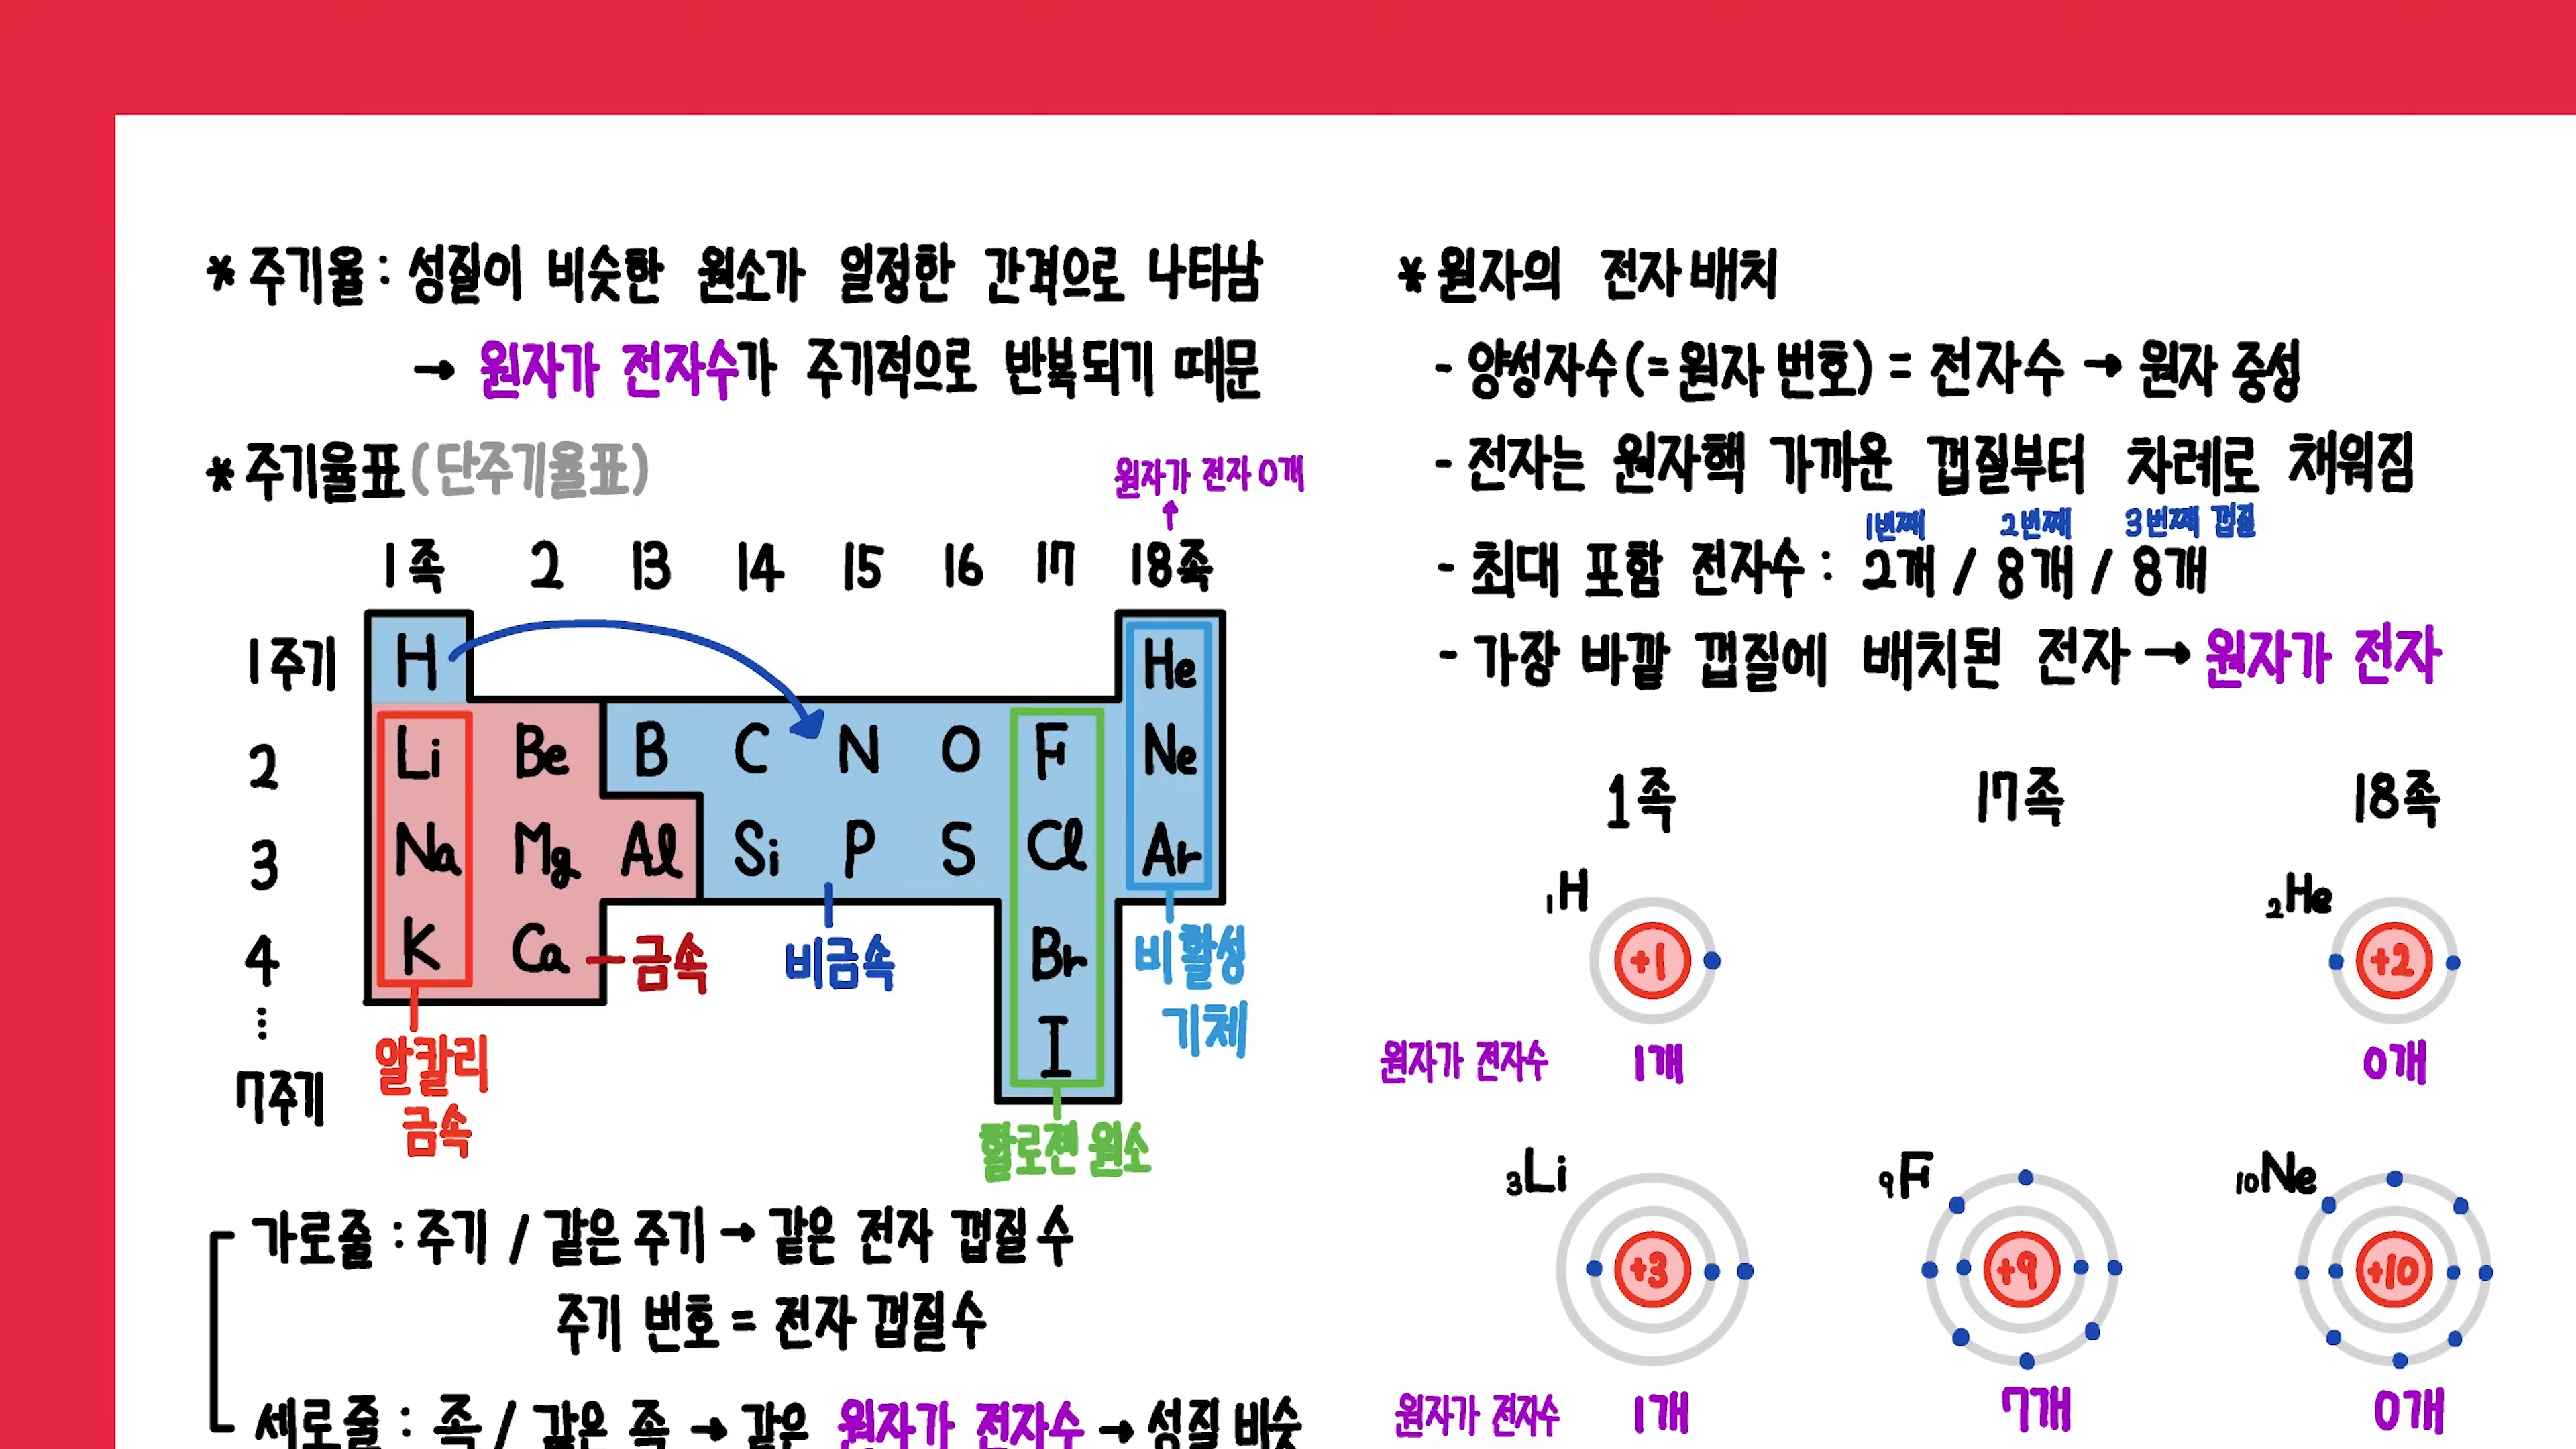 * 주기율 : 성질이 비슷한 원소가 일정한 간격으로 나타남
→ 원자가 전자수가 주기적으로 반복되기 때문
* 주기율표 (단주기율표)
원자가 전자 0개
↑
1족 2 13 14 15 16 17 18족
1주기 H He
2 Li Be B C N O F Ne
3 Na Mg Al Si P S Cl Ar
4 K Ca Br
⋮ I
7주기
금속
비금속
비활성
기체
알칼리
금속
할로젠 원소
가로줄 : 주기 / 같은 주기 → 같은 전자 껍질 수
주기 번호 = 전자 껍질 수
세로줄 : 족 / 같은 족 → 같은 원자가 전자수 → 성질 비슷
* 원자의 전자 배치
- 양성자수 (= 원자 번호) = 전자수 → 원자 중성
- 전자는 원자핵 가까운 껍질부터 차례로 채워짐
1번째 2번째 3번째 껍질
- 최대 포함 전자수 : 2개 / 8개 / 8개
- 가장 바깥 껍질에 배치된 전자 → 원자가 전자
1족 17족 18족
1H 2He
+1 +2
원자가 전자수 1개 0개
3Li 9F 10Ne
+3 +9 +10
원자가 전자수 1개 7개 0개